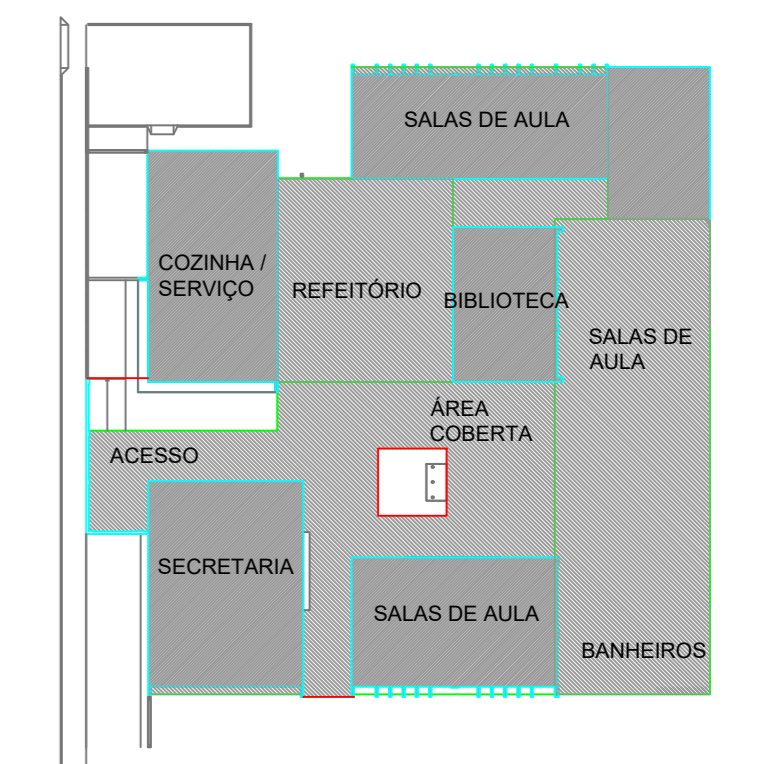 SALAS DE AULA
COZINHA /
SERVIÇO
REFEITÓRIO
BIBLIOTECA
SALAS DE
AULA
ÁREA
COBERTA
ACESSO
SECRETARIA
SALAS DE AULA
BANHEIROS